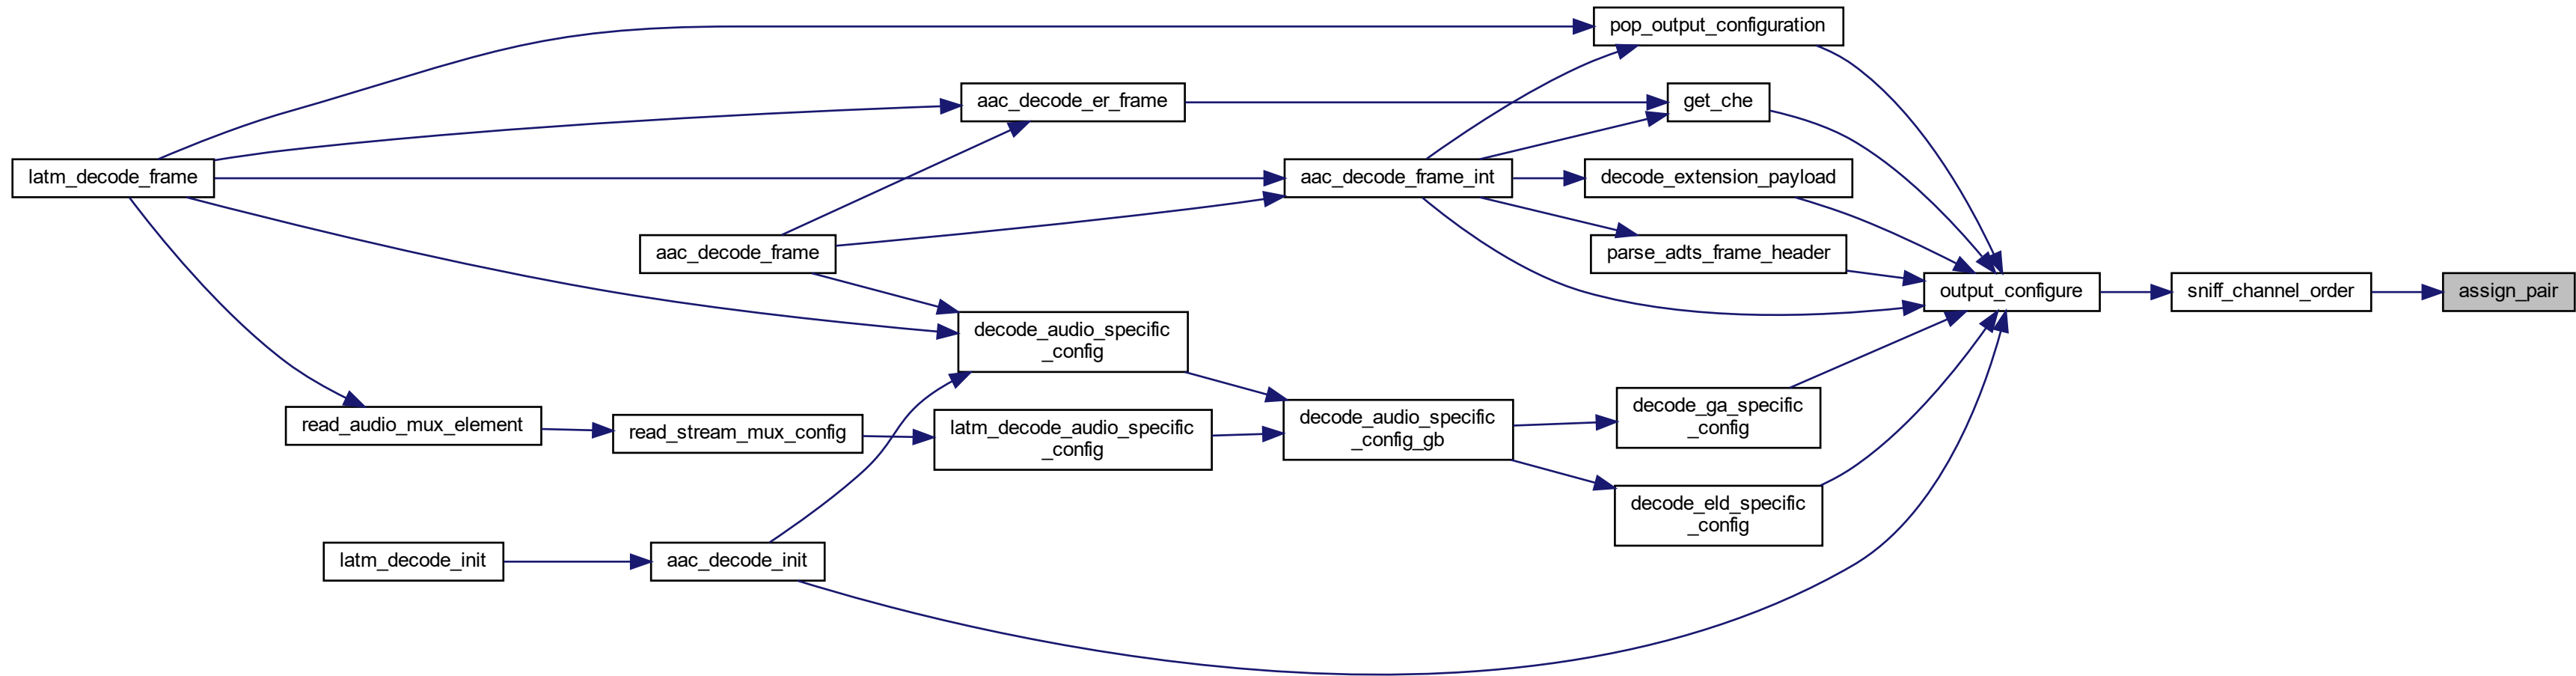 pop_output_configuration
aac_decode_er_frame
get_che
latm_decode_frame
aac_decode_frame_int
decode_extension_payload
aac_decode_frame
parse_adts_frame_header
output_configure
sniff_channel_order
assign_pair
decode_audio_specific
_config
read_audio_mux_element
read_stream_mux_config
latm_decode_audio_specific
_config
decode_audio_specific
_config_gb
decode_ga_specific
_config
decode_eld_specific
_config
latm_decode_init
aac_decode_init